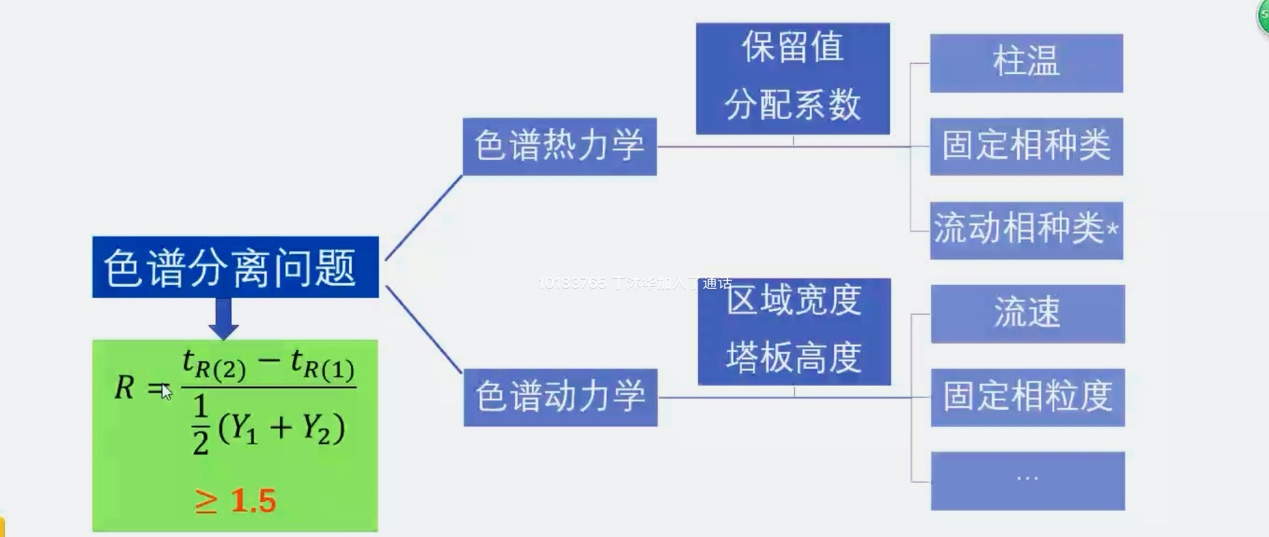 色谱分离问题
R = (t_R(2) − t_R(1)) / (1/2 (Y₁ + Y₂))
≥ 1.5
色谱热力学
保留值
分配系数
柱温
固定相种类
流动相种类*
色谱动力学
区域宽度
塔板高度
流速
固定相粒度
...